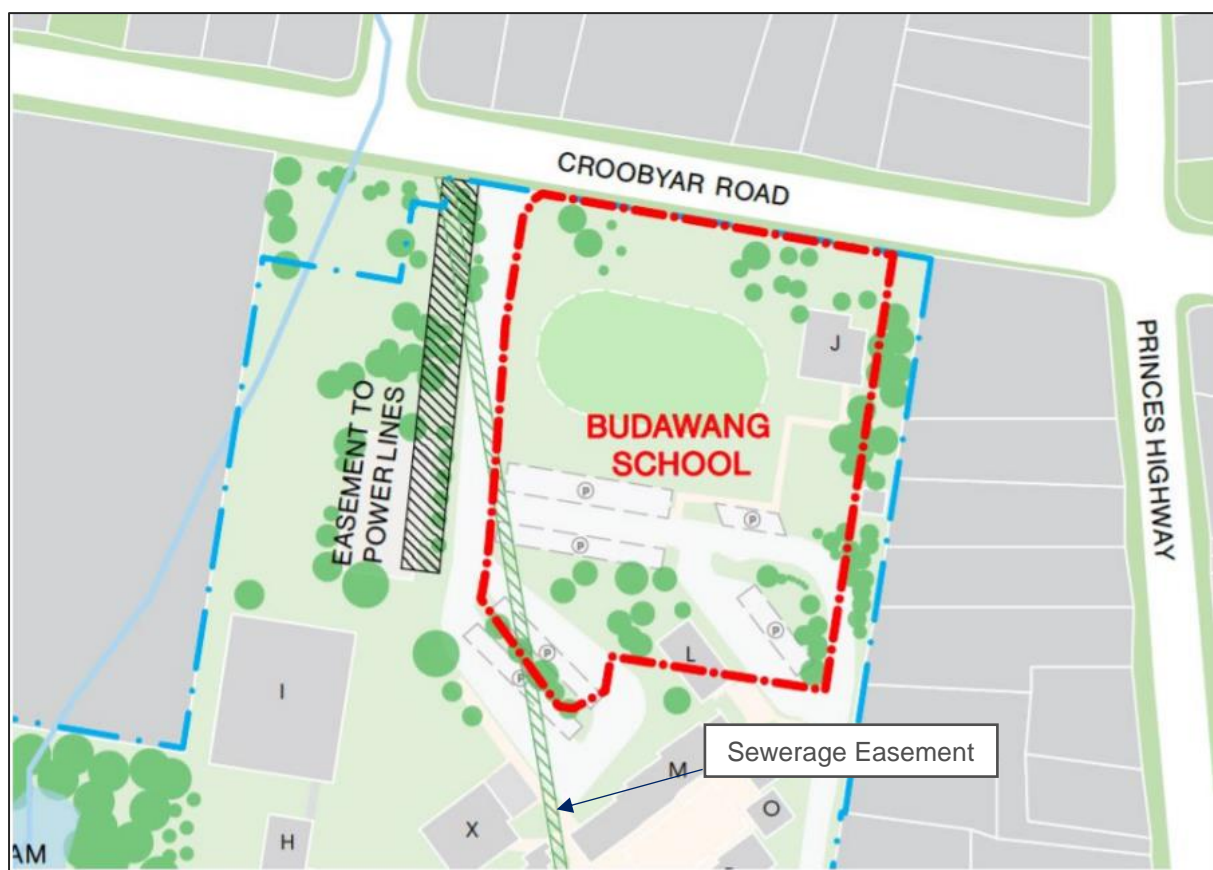 CROOBYAR ROAD
PRINCES HIGHWAY
J
EASEMENT TO
POWER LINES
BUDAWANG
SCHOOL
P
P
P
P
P
P
L
I
Sewerage Easement
M
X
O
H
AM